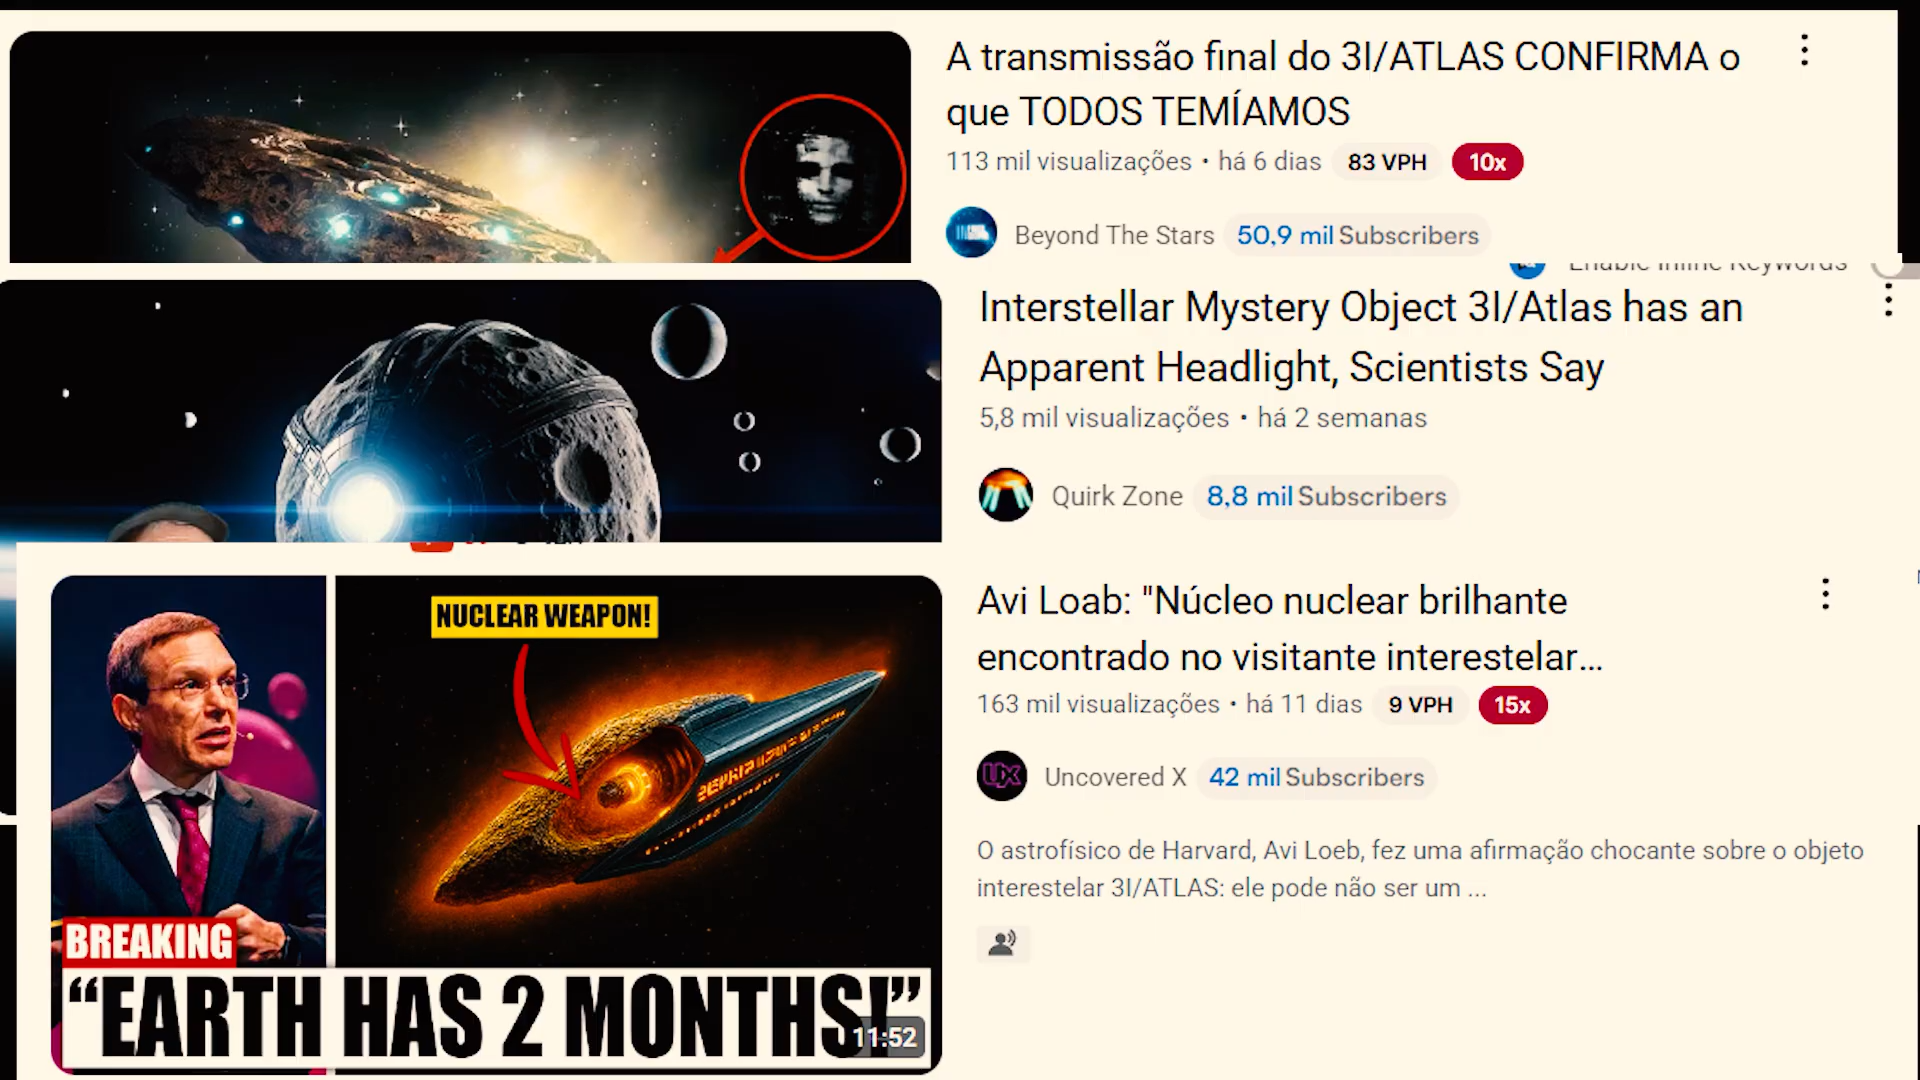 A transmissão final do 3I/ATLAS CONFIRMA o
que TODOS TEMÍAMOS
113 mil visualizações • há 6 dias 83 VPH 10x
Beyond The Stars 50,9 mil Subscribers
Enable Inline Keywords
Interstellar Mystery Object 3I/Atlas has an
Apparent Headlight, Scientists Say
5,8 mil visualizações • há 2 semanas
Quirk Zone 8,8 mil Subscribers
NUCLEAR WEAPON!
BREAKING
“EARTH HAS 2 MONTHS!”
11:52
Avi Loab: "Núcleo nuclear brilhante
encontrado no visitante interestelar...
163 mil visualizações • há 11 dias 9 VPH 15x
UX
Uncovered X 42 mil Subscribers
O astrofísico de Harvard, Avi Loeb, fez uma afirmação chocante sobre o objeto
interestelar 3I/ATLAS: ele pode não ser um ...